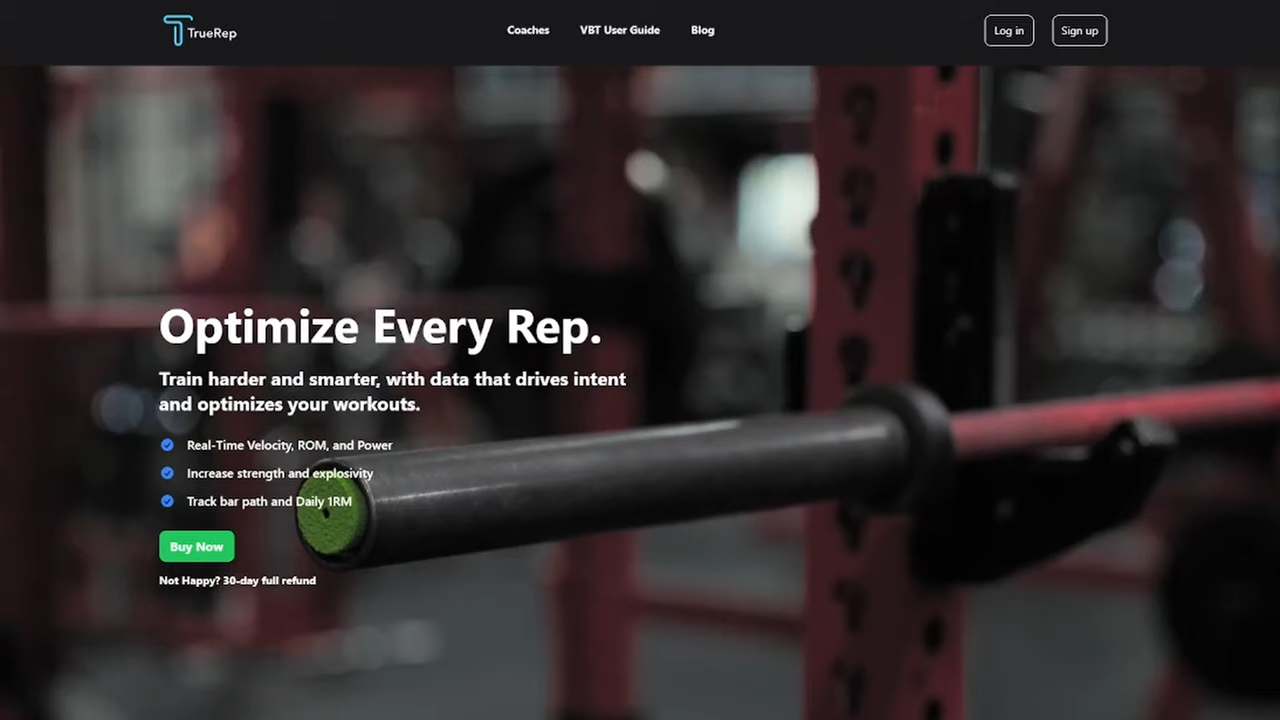 TrueRep
Coaches
VBT User Guide
Blog
Log in
Sign up
Optimize Every Rep.
Train harder and smarter, with data that drives intent
and optimizes your workouts.
Real-Time Velocity, ROM, and Power
Increase strength and explosivity
Track bar path and Daily 1RM
Buy Now
Not Happy? 30-day full refund